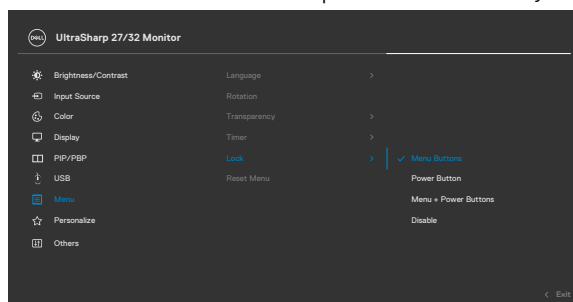 DELL UltraSharp 27/32 Monitor
Brightness/Contrast
Input Source
Color
Display
PIP/PBP
USB
Menu
Personalize
Others
Language
Rotation
Transparency
Timer
Lock
Reset Menu
Menu Buttons
Power Button
Menu + Power Buttons
Disable
Exit